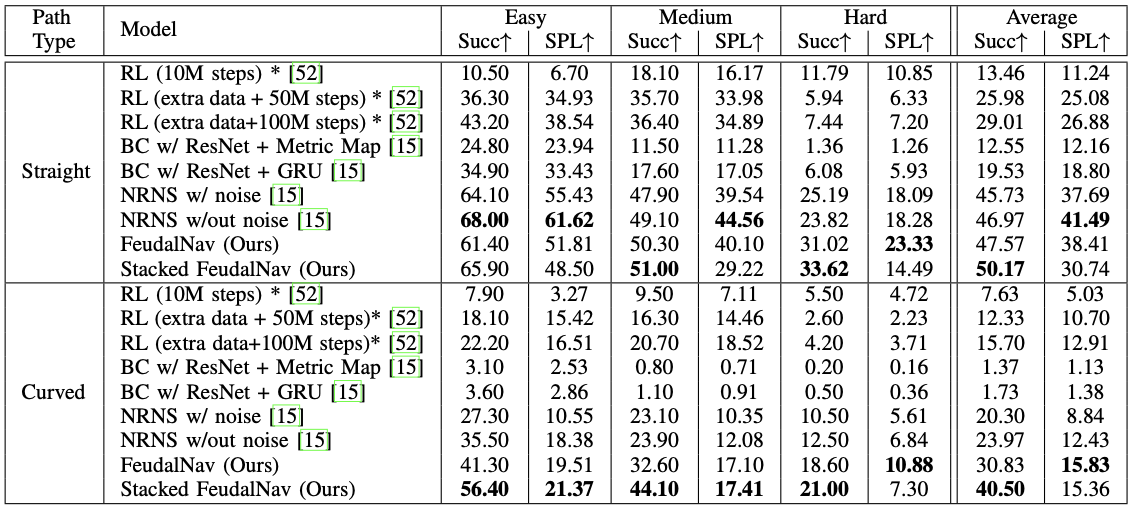 Path Type Model Easy Medium Hard Average
Succ↑ SPL↑ Succ↑ SPL↑ Succ↑ SPL↑ Succ↑ SPL↑
Straight
RL (10M steps) * [52] 10.50 6.70 18.10 16.17 11.79 10.85 13.46 11.24
RL (extra data + 50M steps) * [52] 36.30 34.93 35.70 33.98 5.94 6.33 25.98 25.08
RL (extra data+100M steps) * [52] 43.20 38.54 36.40 34.89 7.44 7.20 29.01 26.88
BC w/ ResNet + Metric Map [15] 24.80 23.94 11.50 11.28 1.36 1.26 12.55 12.16
BC w/ ResNet + GRU [15] 34.90 33.43 17.60 17.05 6.08 5.93 19.53 18.80
NRNS w/ noise [15] 64.10 55.43 47.90 39.54 25.19 18.09 45.73 37.69
NRNS w/out noise [15] 68.00 61.62 49.10 44.56 23.82 18.28 46.97 41.49
FeudalNav (Ours) 61.40 51.81 50.30 40.10 31.02 23.33 47.57 38.41
Stacked FeudalNav (Ours) 65.90 48.50 51.00 29.22 33.62 14.49 50.17 30.74
Curved
RL (10M steps) * [52] 7.90 3.27 9.50 7.11 5.50 4.72 7.63 5.03
RL (extra data + 50M steps)* [52] 18.10 15.42 16.30 14.46 2.60 2.23 12.33 10.70
RL (extra data+100M steps)* [52] 22.20 16.51 20.70 18.52 4.20 3.71 15.70 12.91
BC w/ ResNet + Metric Map [15] 3.10 2.53 0.80 0.71 0.20 0.16 1.37 1.13
BC w/ ResNet + GRU [15] 3.60 2.86 1.10 0.91 0.50 0.36 1.73 1.38
NRNS w/ noise [15] 27.30 10.55 23.10 10.35 10.50 5.61 20.30 8.84
NRNS w/out noise [15] 35.50 18.38 23.90 12.08 12.50 6.84 23.97 12.43
FeudalNav (Ours) 41.30 19.51 32.60 17.10 18.60 10.88 30.83 15.83
Stacked FeudalNav (Ours) 56.40 21.37 44.10 17.41 21.00 7.30 40.50 15.36